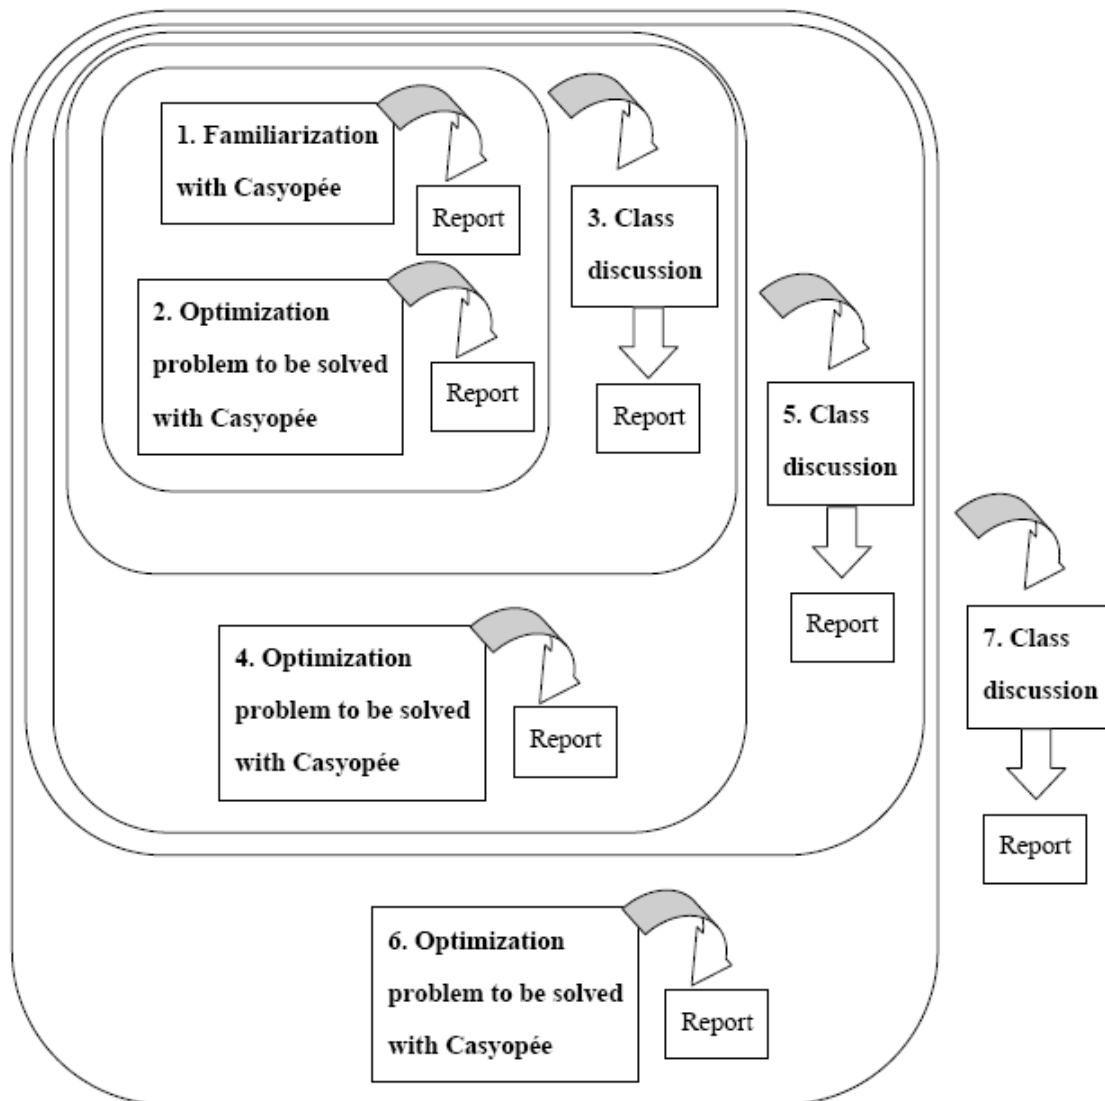 1. Familiarization
with Casyopée
Report
2. Optimization
problem to be solved
with Casyopée
Report
3. Class
discussion
Report
4. Optimization
problem to be solved
with Casyopée
Report
5. Class
discussion
Report
6. Optimization
problem to be solved
with Casyopée
Report
7. Class
discussion
Report